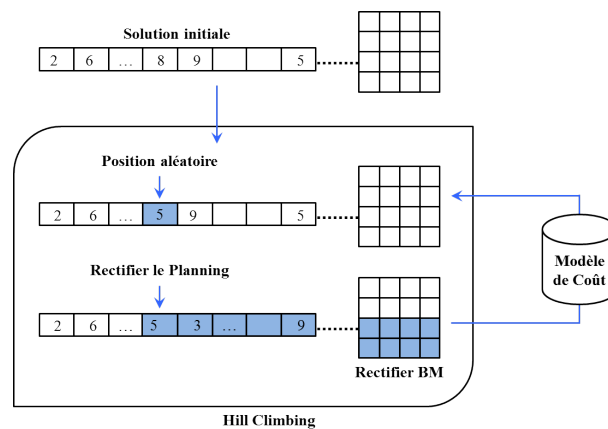 Solution initiale
2 6 … 8 9 5
Position aléatoire
2 6 … 5 9 5
Rectifier le Planning
2 6 … 5 3 … 9
Rectifier BM
Modèle
de Coût
Hill Climbing